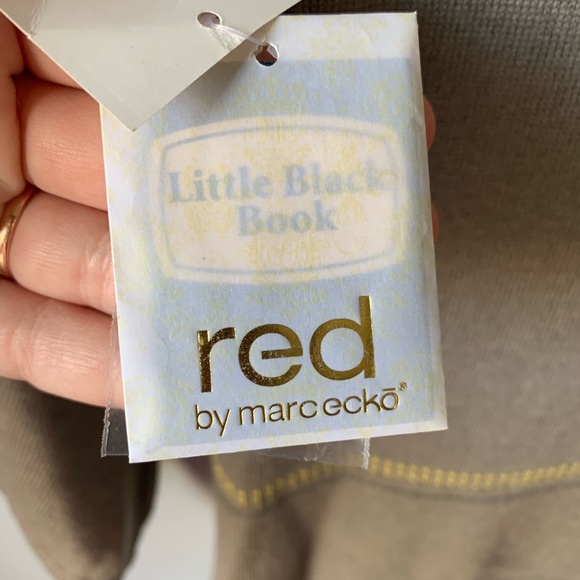 Little Black
Book
red
by marc eckō®